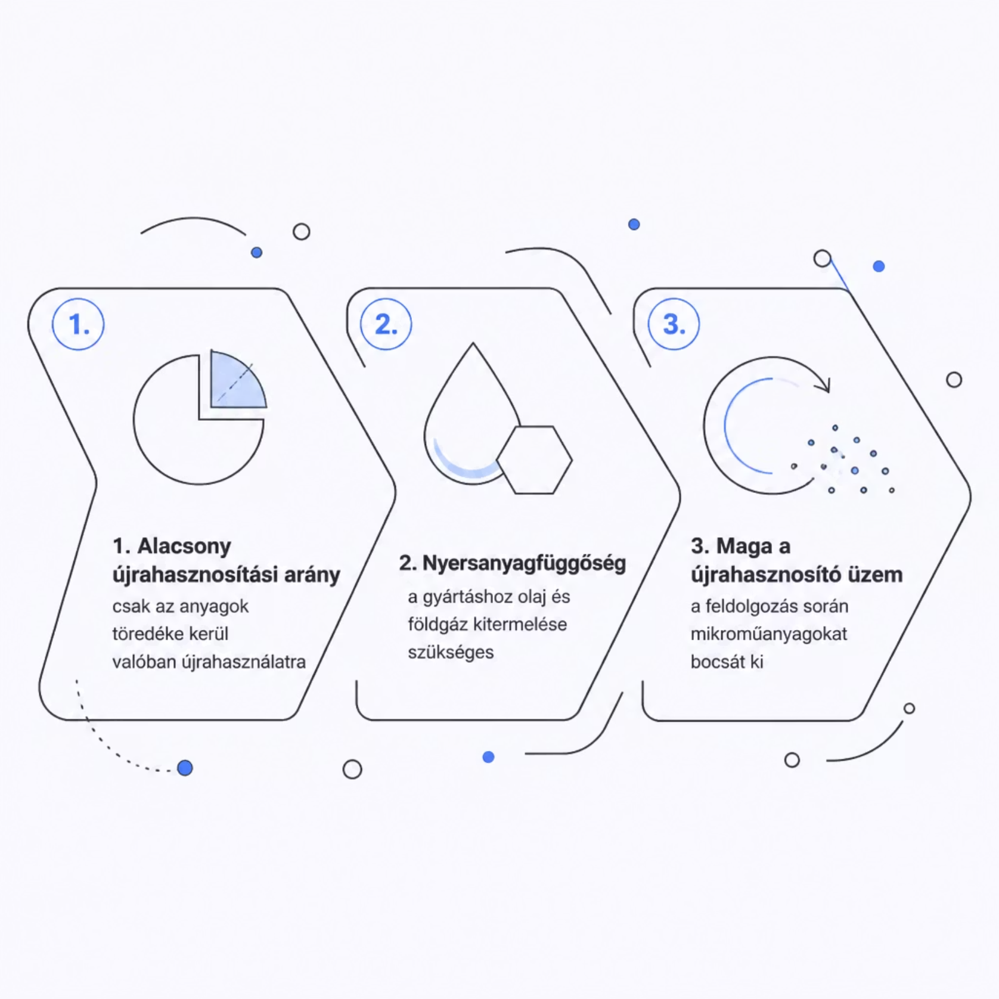 1.
1. Alacsony
újrahasznosítási arány
csak az anyagok
töredéke kerül
valóban újrahasználatra
2.
2. Nyersanyagfüggőség
a gyártáshoz olaj és
földgáz kitermelése
szükséges
3.
3. Maga a
újrahasznosító üzem
a feldolgozás során
mikroműanyagokat
bocsát ki